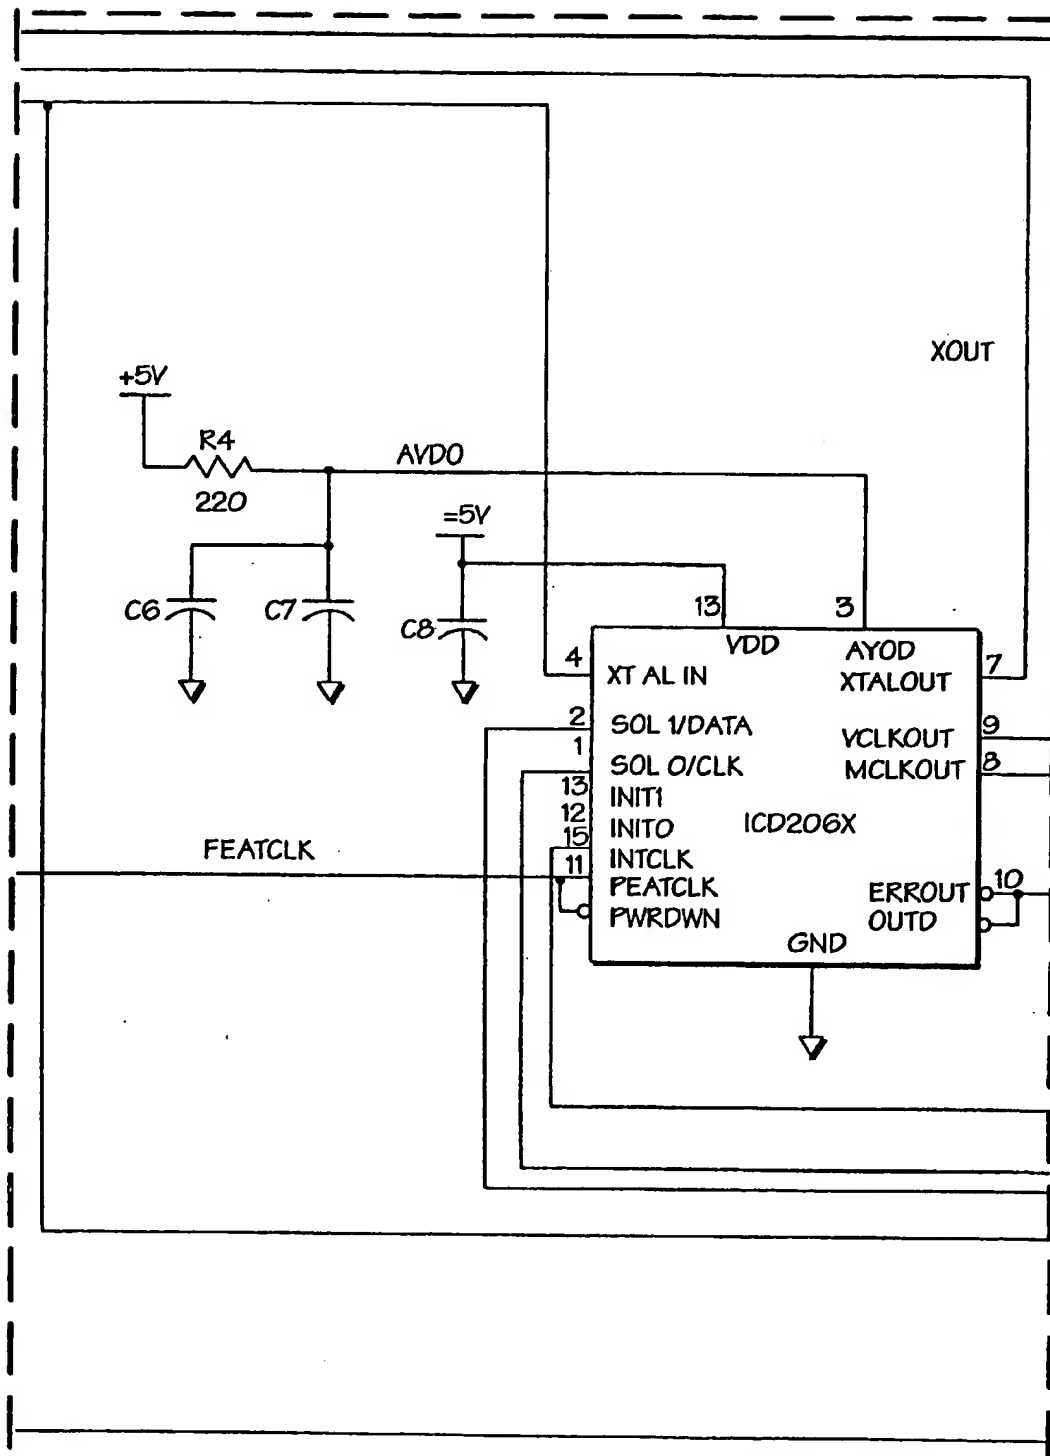 XOUT
+5V
R4
220
AVDO
=5V
C6
C7
C8
13
3
VDD
AYOD
4
XT AL IN
XTALOUT
7
2
SOL 1/DATA
VCLKOUT
9
1
SOL O/CLK
MCLKOUT
8
13
INIT1
12
INITO
ICD206X
15
INTCLK
FEATCLK
11
PEATCLK
ERROUT
10
PWRDWN
OUTD
GND